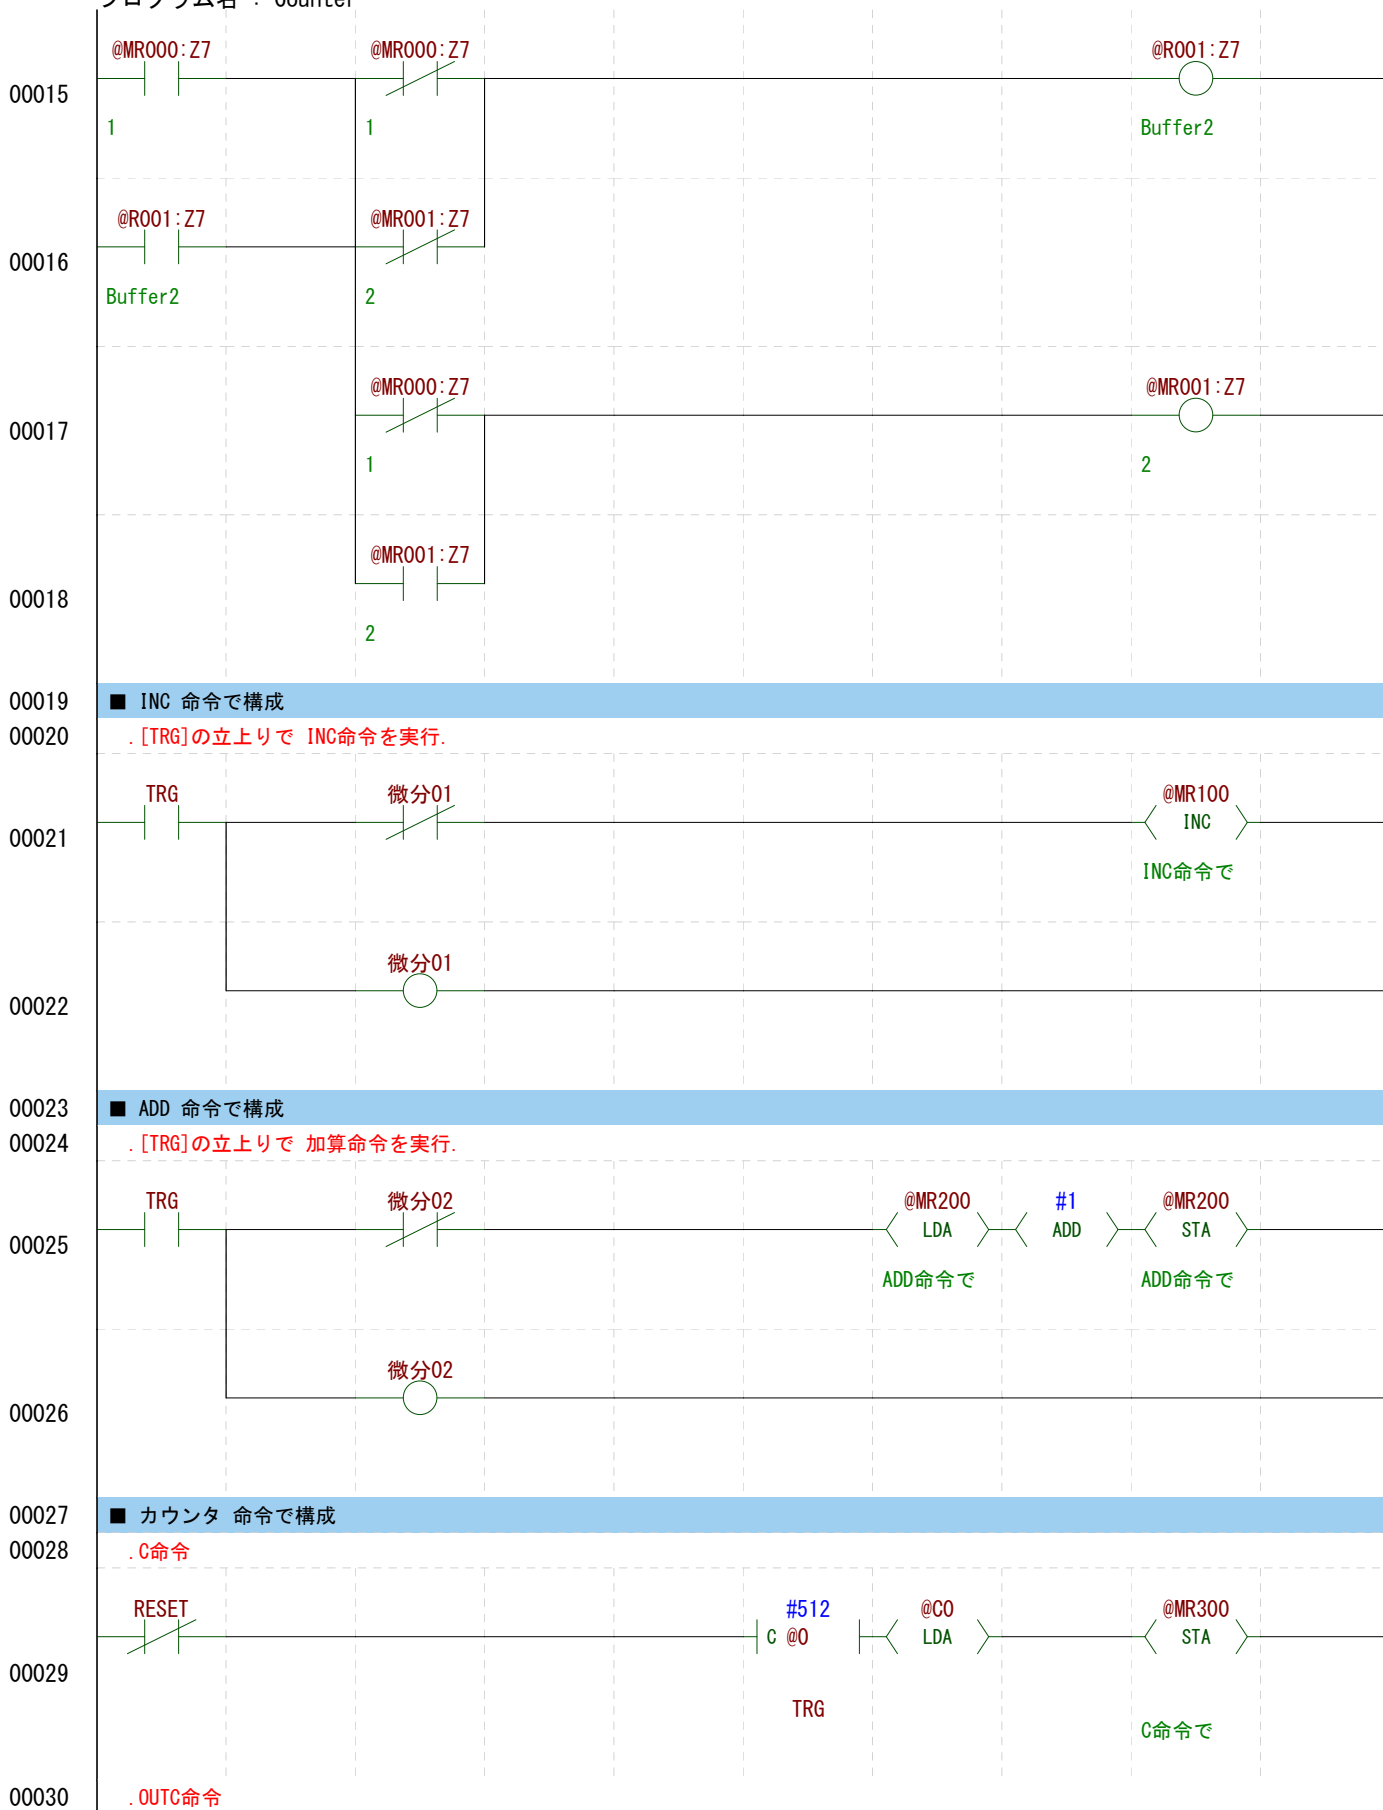 プログラム名 : Counter
@MR000:Z7 @MR000:Z7 @R001:Z7
00015
1 1 Buffer2
@R001:Z7 @MR001:Z7
00016
Buffer2 2
@MR000:Z7 @MR001:Z7
00017
1 2
@MR001:Z7
00018
2
00019 ■ INC 命令で構成
00020 .[TRG]の立上りで INC命令を実行.
TRG 微分01 @MR100
INC
00021
INC命令で
微分01
00022
00023 ■ ADD 命令で構成
00024 .[TRG]の立上りで 加算命令を実行.
TRG 微分02 @MR200 #1 @MR200
LDA ADD STA
00025
ADD命令で ADD命令で
微分02
00026
00027 ■ カウンタ 命令で構成
00028 .C命令
RESET #512 @C0 @MR300
C @0 LDA STA
00029
TRG
C命令で
00030 .OUTC命令